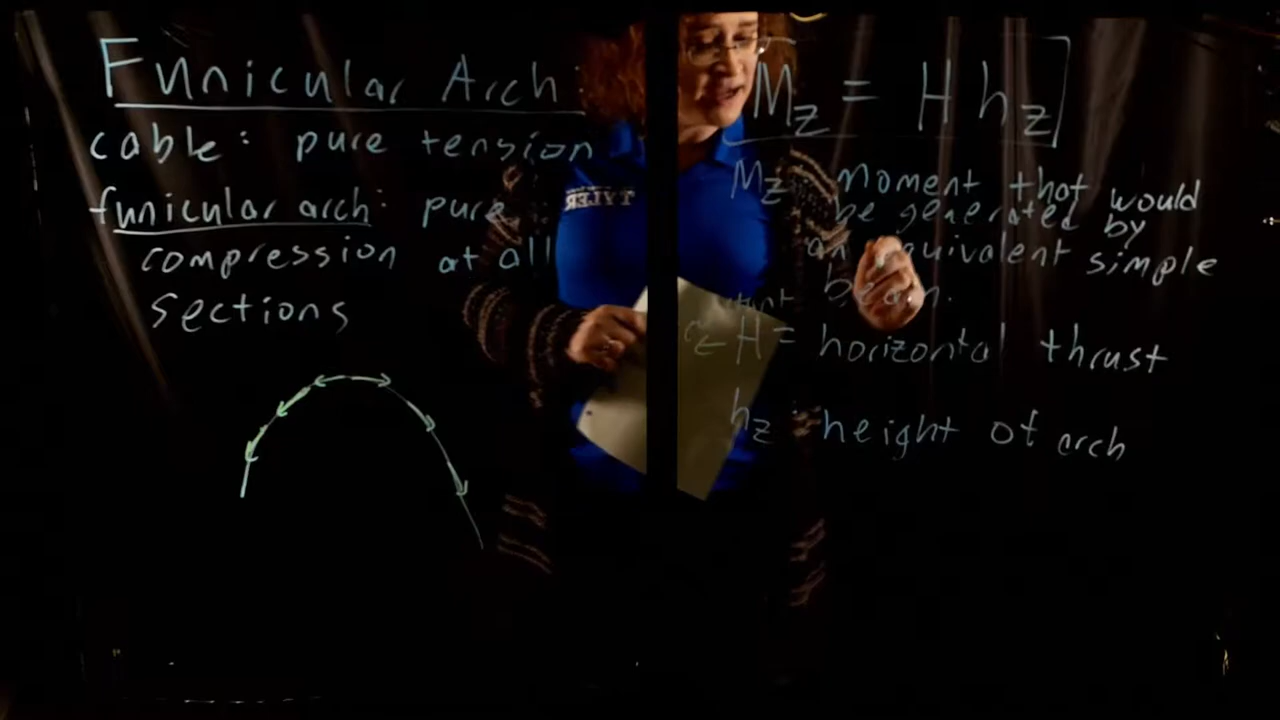 Funicular Arch:
cable: pure tension
funicular arch: pure
compression at all
sections
Mz = H hz
Mz moment that would
be generated by
an equivalent simple
beam.
H = horizontal thrust
hz height of arch
TYLER